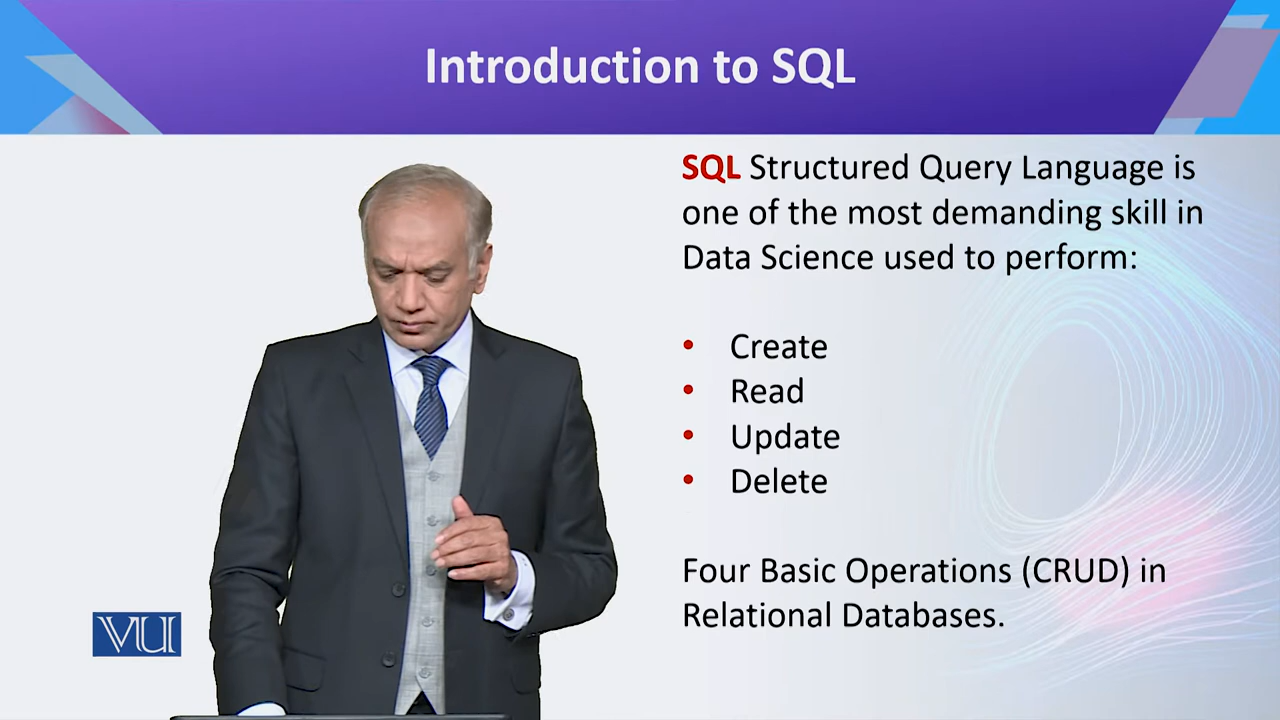 Introduction to SQL
SQL Structured Query Language is
one of the most demanding skill in
Data Science used to perform:
• Create
• Read
• Update
• Delete
Four Basic Operations (CRUD) in
Relational Databases.
VU